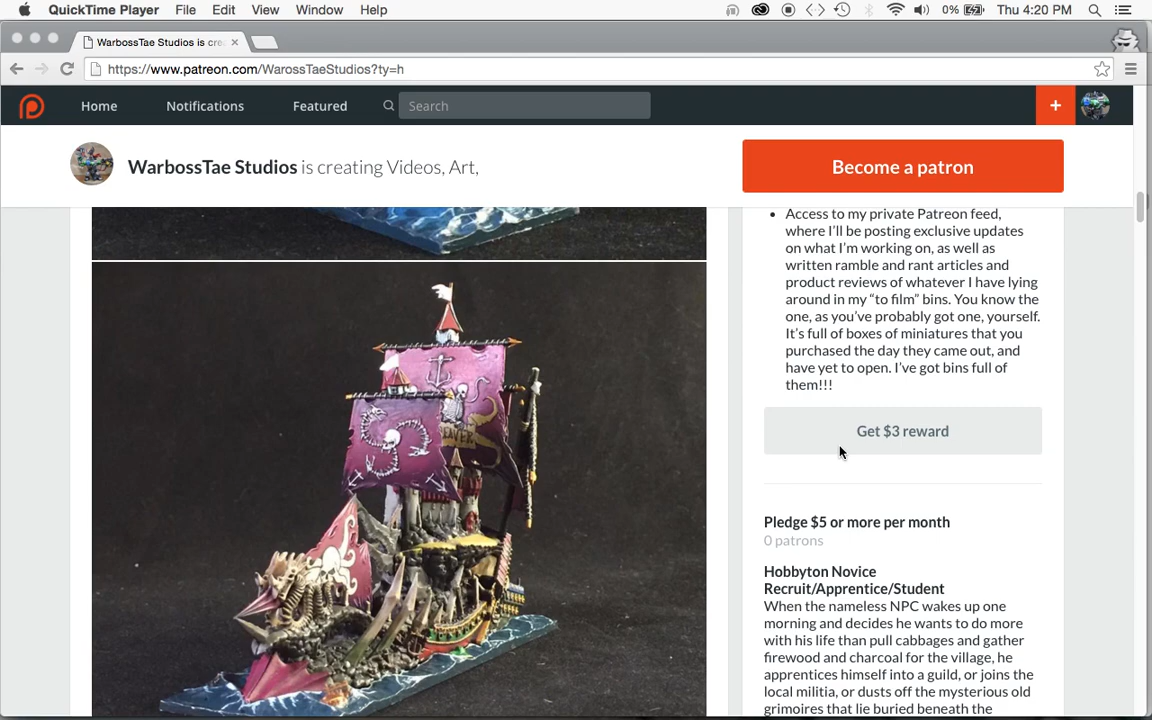 QuickTime Player File Edit View Window Help 0% Thu 4:20 PM
WarbossTae Studios is cre
https://www.patreon.com/WarossTaeStudios?ty=h
Home Notifications Featured Search +
WarbossTae Studios is creating Videos, Art,
Become a patron
• Access to my private Patreon feed,
where I’ll be posting exclusive updates
on what I’m working on, as well as
written ramble and rant articles and
product reviews of whatever I have lying
around in my “to film” bins. You know the
one, as you’ve probably got one, yourself.
It’s full of boxes of miniatures that you
purchased the day they came out, and
have yet to open. I’ve got bins full of
them!!!
Get $3 reward
Pledge $5 or more per month
0 patrons
Hobbyton Novice
Recruit/Apprentice/Student
When the nameless NPC wakes up one
morning and decides he wants to do more
with his life than pull cabbages and gather
firewood and charcoal for the village, he
apprentices himself into a guild, or joins the
local militia, or dusts off the mysterious old
grimoires that lie buried beneath the